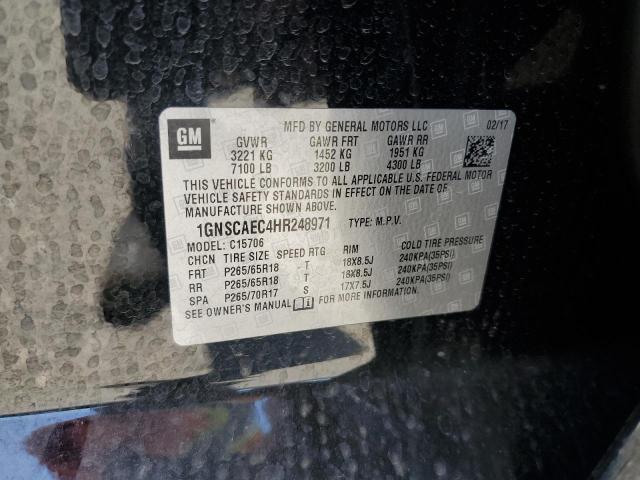 GM
MFD BY GENERAL MOTORS LLC 02/17
GVWR GAWR FRT GAWR RR
3221 KG 1452 KG 1951 KG
7100 LB 3200 LB 4300 LB
THIS VEHICLE CONFORMS TO ALL APPLICABLE U.S. FEDERAL MOTOR
VEHICLE SAFETY STANDARDS IN EFFECT ON THE DATE OF
MANUFACTURE SHOWN ABOVE.
1GNSCAEC4HR248971 TYPE: M.P.V.
MODEL: C15706
CHCN TIRE SIZE SPEED RTG RIM COLD TIRE PRESSURE
FRT P265/65R18 - T 18X8.5J 240KPA(35PSI)
RR P265/65R18 T 18X8.5J 240KPA(35PSI)
SPA P265/70R17 S 17X7.5J 240KPA(35PSI)
SEE OWNER'S MANUAL FOR MORE INFORMATION